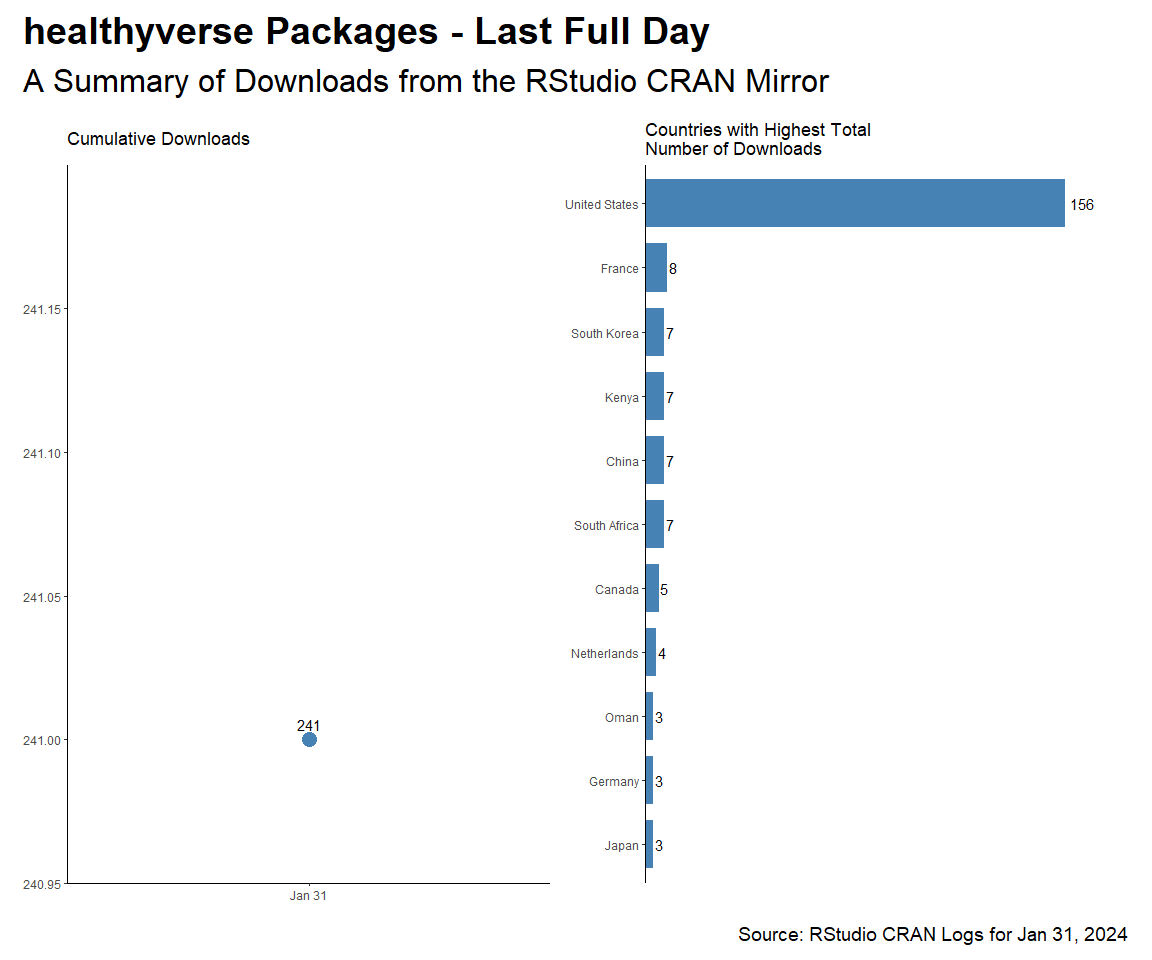 healthyverse Packages - Last Full Day
A Summary of Downloads from the RStudio CRAN Mirror
Cumulative Downloads
241.15
241.10
241.05
241.00
240.95
241
Jan 31
Countries with Highest Total
Number of Downloads
United States 156
France 8
South Korea 7
Kenya 7
China 7
South Africa 7
Canada 5
Netherlands 4
Oman 3
Germany 3
Japan 3
Source: RStudio CRAN Logs for Jan 31, 2024